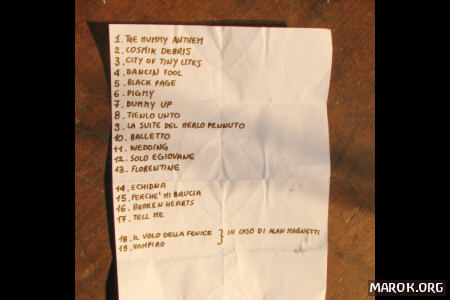 1. THE MUMMY ANTHEM
2. COSMIK DEBRIS
3. CITY OF TINY LITES
4. DANCIN FOOL
5. BLACK PAGE
6. PIGMY
7. DUMMY UP
8. TIENLO UNTO
9. LA SUITE DEL MERLO PENNUTO
10. BALLETTO
11. WEDDING
12. SOLO EGIOVANE
13. FLORENTINE
14. ECHIDNA
15. PERCHE' MI BRUCIA
16. BROKEN HEARTS
17. TELL ME
18. IL VOLO DELLA FENICE } IN CASO DI ALAN MAGNETTI
19. VAMPIRO
MAROK.ORG